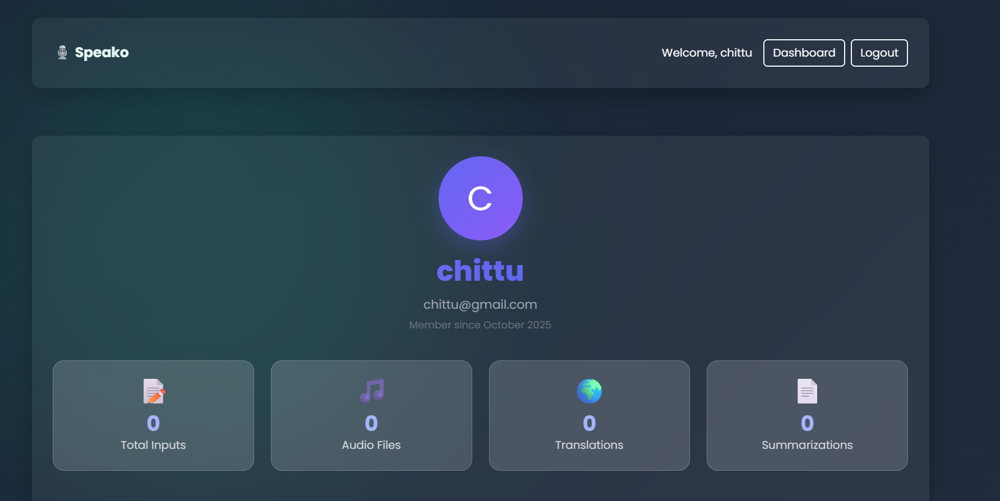 Speako
Welcome, chittu
Dashboard
Logout
C
chittu
chittu@gmail.com
Member since October 2025
0
Total Inputs
0
Audio Files
0
Translations
0
Summarizations